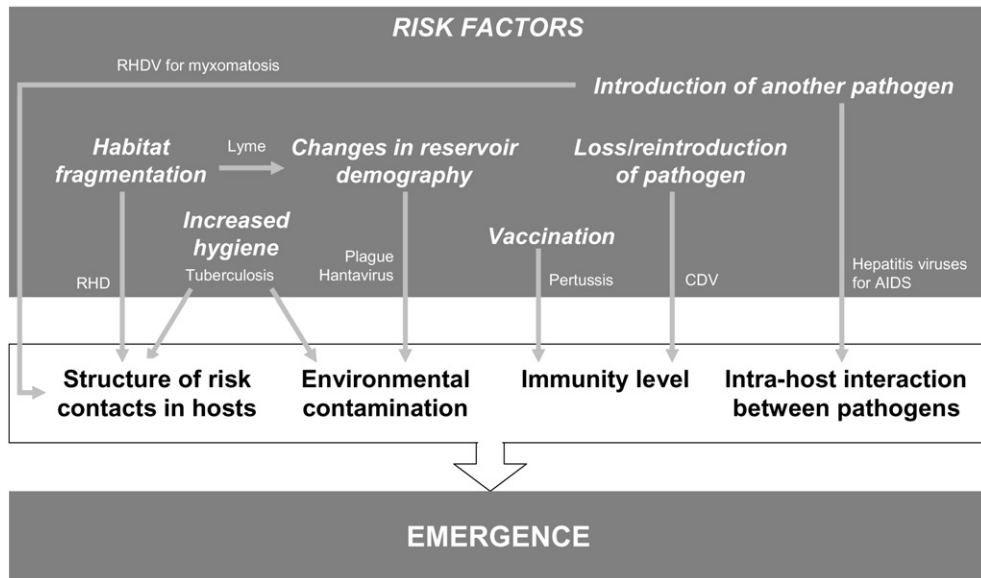 RISK FACTORS
RHDV for myxomatosis
Introduction of another pathogen
Habitat
fragmentation
Lyme
Changes in reservoir
demography
Loss/reintroduction
of pathogen
Increased
hygiene
Tuberculosis
Vaccination
RHD
Plague
Hantavirus
Pertussis
CDV
Hepatitis viruses
for AIDS
Structure of risk
contacts in hosts
Environmental
contamination
Immunity level
Intra-host interaction
between pathogens
EMERGENCE